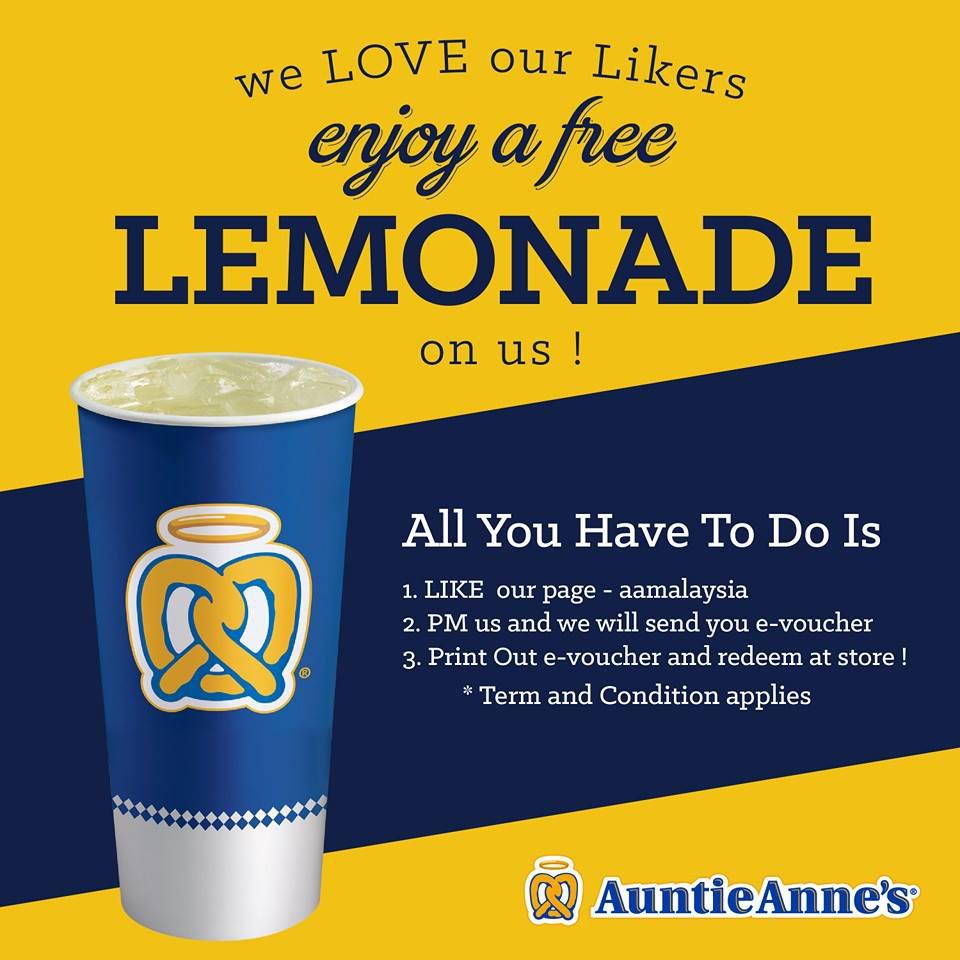 we LOVE our Likers
enjoy a free
LEMONADE
on us !
All You Have To Do Is
1. LIKE our page - aamalaysia
2. PM us and we will send you e-voucher
3. Print Out e-voucher and redeem at store !
* Term and Condition applies
®
AuntieAnne's®